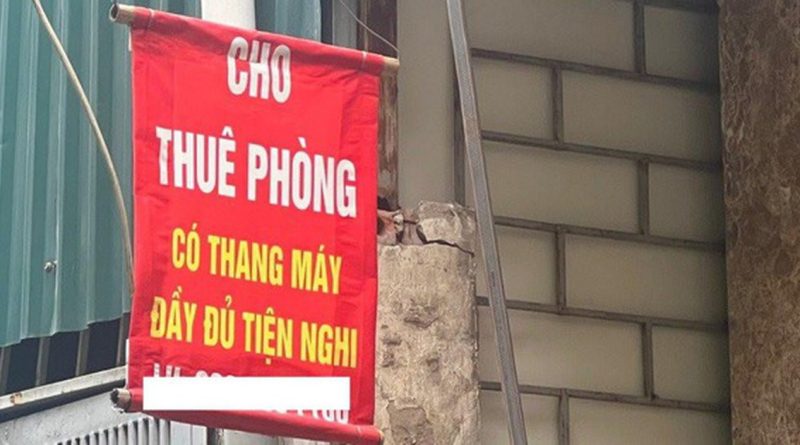 CHO
THUÊ PHÒNG
CÓ THANG MÁY
ĐẦY ĐỦ TIỆN NGHI